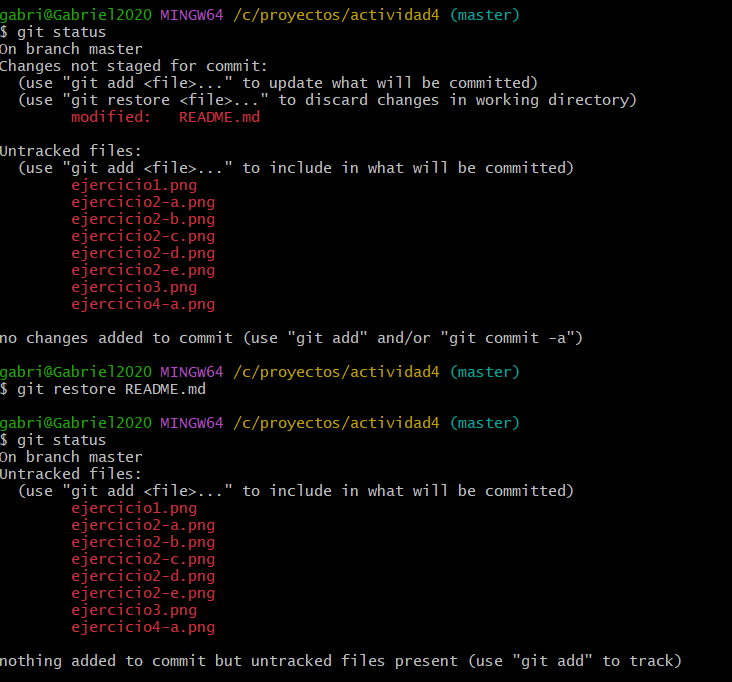 gabri@Gabriel2020 MINGW64 /c/proyectos/actividad4 (master)
$ git status
On branch master
Changes not staged for commit:
  (use "git add <file>..." to update what will be committed)
  (use "git restore <file>..." to discard changes in working directory)
        modified:   README.md

Untracked files:
  (use "git add <file>..." to include in what will be committed)
        ejercicio1.png
        ejercicio2-a.png
        ejercicio2-b.png
        ejercicio2-c.png
        ejercicio2-d.png
        ejercicio2-e.png
        ejercicio3.png
        ejercicio4-a.png

no changes added to commit (use "git add" and/or "git commit -a")

gabri@Gabriel2020 MINGW64 /c/proyectos/actividad4 (master)
$ git restore README.md

gabri@Gabriel2020 MINGW64 /c/proyectos/actividad4 (master)
$ git status
On branch master
Untracked files:
  (use "git add <file>..." to include in what will be committed)
        ejercicio1.png
        ejercicio2-a.png
        ejercicio2-b.png
        ejercicio2-c.png
        ejercicio2-d.png
        ejercicio2-e.png
        ejercicio3.png
        ejercicio4-a.png

nothing added to commit but untracked files present (use "git add" to track)